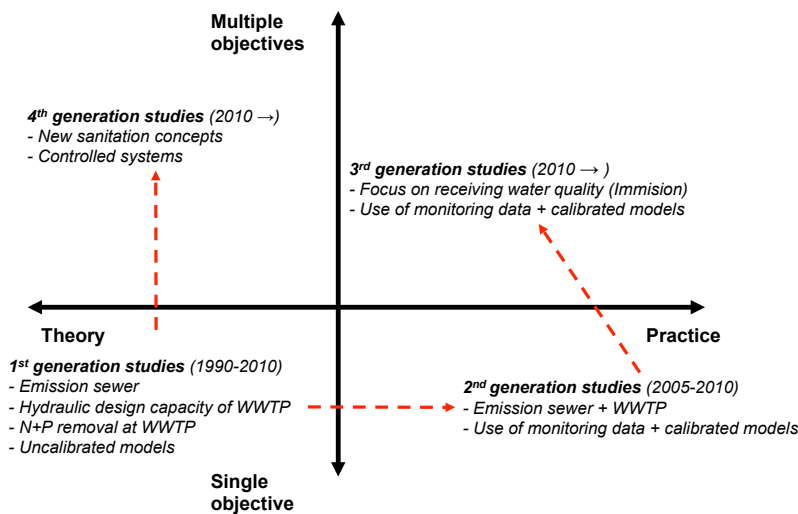 Multiple
objectives
4th generation studies (2010 →)
- New sanitation concepts
- Controlled systems
3rd generation studies (2010 → )
- Focus on receiving water quality (Immision)
- Use of monitoring data + calibrated models
Theory
Practice
1st generation studies (1990-2010)
- Emission sewer
- Hydraulic design capacity of WWTP
- N+P removal at WWTP
- Uncalibrated models
2nd generation studies (2005-2010)
- Emission sewer + WWTP
- Use of monitoring data + calibrated models
Single
objective